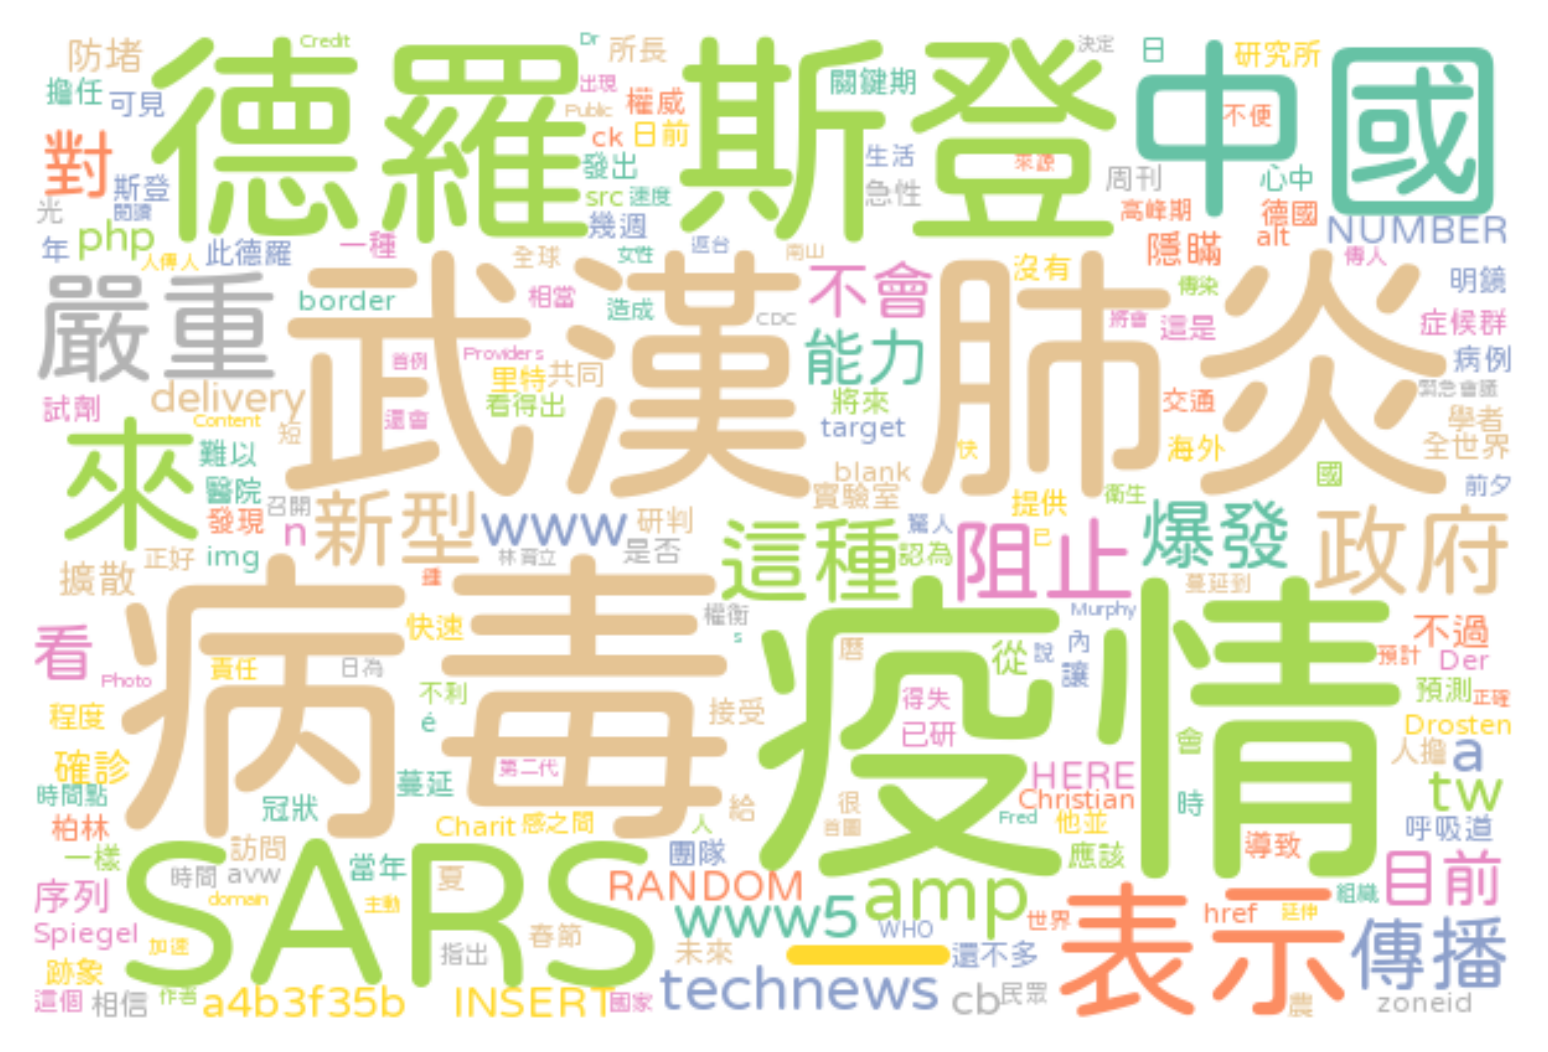 防堵
Credit
Dr
所長
決定
日
研究所
德羅斯登
中國
擔任
可見
出現
Public
權威
關鍵期
不便
ck
日前
對
斯登
發出
生活
來源
周刊
心中
光
閱讀
src
速度
急性
高峰期
德國
年
php
此德羅
一種
幾週
alt
NUMBER
人傳人
全球
女性
返台
南山
隱瞞
傳人
嚴重
武漢肺炎
border
相當
造成
不會
沒有
傳染
明鏡
CDC
將會
這是
症候群
首例
Providers
能力
病例
里特
共同
緊急會議
試劑
delivery
看得出
將來
交通
學者
Content
短
還會
target
海外
全世界
來
難以
blank
快
國
醫院
實驗室
衛生
前夕
召開
新型
www
研判
提供
發現
n
驚人
已
爆發
政府
img
正好
林宵立
是否
這種
認為
阻止
擴散
蔓延到
病毒
疫情
權衡
Murphy
快速
s
看
責任
日為
曆
從
說
內
不過
Photo
讓
預計
Der
不利
預測
正確
程度
é
接受
得失
已研
Drosten
會
確診
第二代
人擔
a
時間點
蔓延
HERE
冠狀
給
很
Christian
時
tw
柏林
Charit
感之間
人
首圖
Fred
他並
呼吸道
一樣
訪問
當年
團隊
應該
導致
時間
avw
夏
目前
序列
SARS
RANDOM
amp
組織
domain
主動
www5
世界
表示
href
延伸
Spiegel
加速
春節
WHO
傳播
指出
未來
還不多
跡象
technews
這個
相信
作者
a4b3f35b
INSERT
國家
cb
民眾
農
zoneid